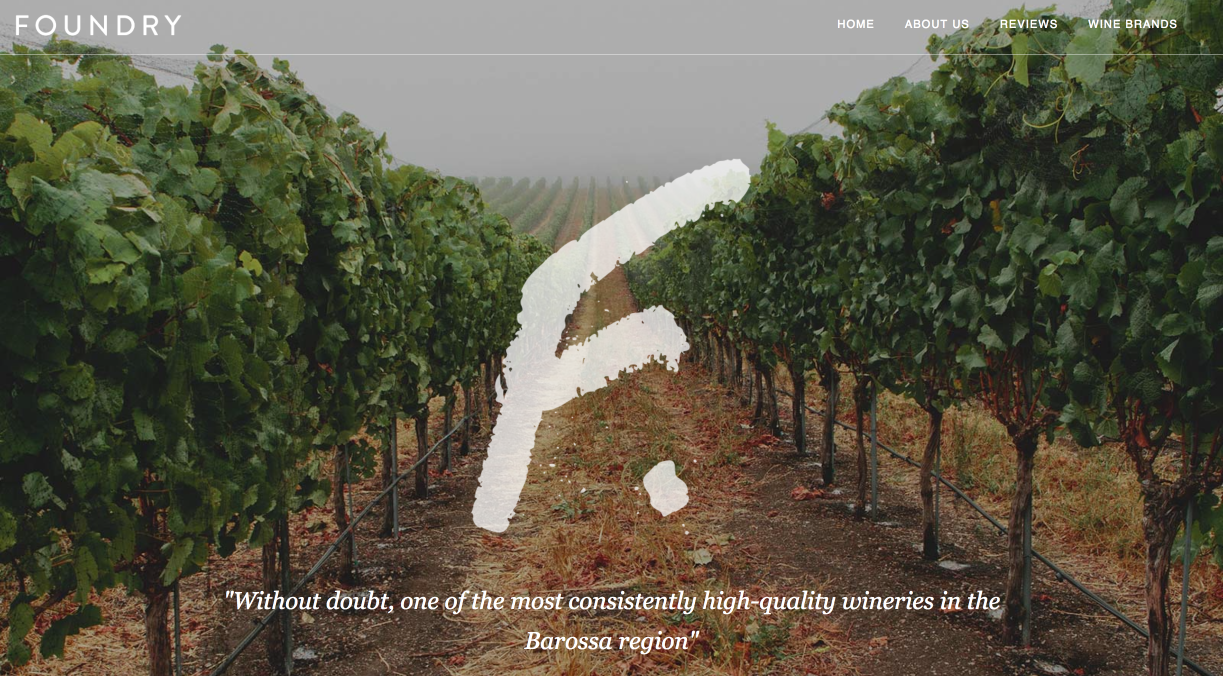 FOUNDRY
HOME ABOUT US REVIEWS WINE BRANDS
F.
"Without doubt, one of the most consistently high-quality wineries in the
Barossa region"